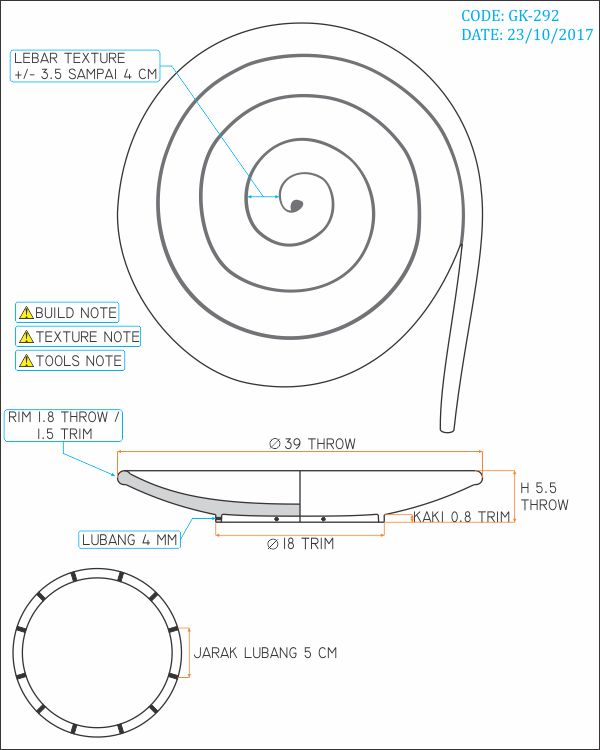 CODE: GK-292
DATE: 23/10/2017
LEBAR TEXTURE
+/- 3.5 SAMPAI 4 CM
BUILD NOTE
TEXTURE NOTE
TOOLS NOTE
RIM 1.8 THROW /
1.5 TRIM
∅ 39 THROW
H 5.5
THROW
KAKI 0.8 TRIM
LUBANG 4 MM
∅ 18 TRIM
JARAK LUBANG 5 CM